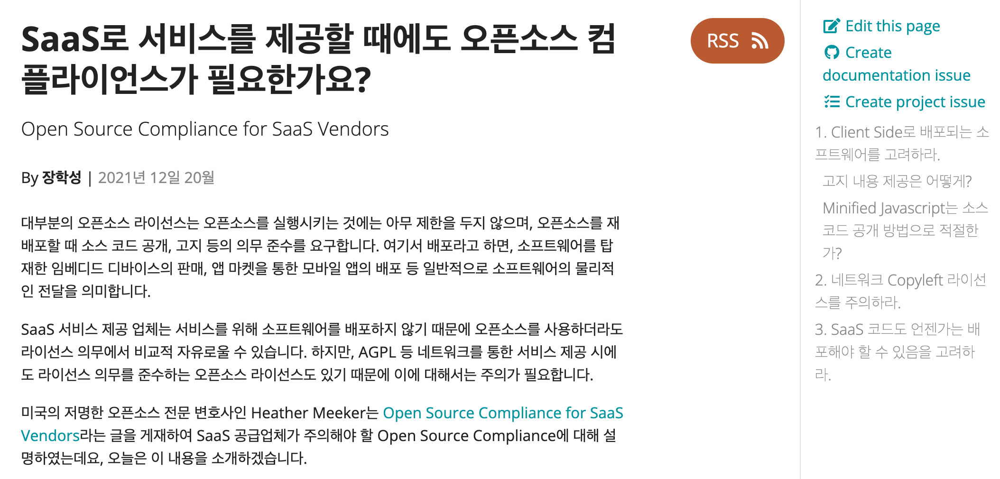 SaaS로 서비스를 제공할 때에도 오픈소스 컴
플라이언스가 필요한가요?
Open Source Compliance for SaaS Vendors
By 장학성 | 2021년 12일 20월
대부분의 오픈소스 라이선스는 오픈소스를 실행시키는 것에는 아무 제한을 두지 않으며, 오픈소스를 재
배포할 때 소스 코드 공개, 고지 등의 의무 준수를 요구합니다. 여기서 배포라고 하면, 소프트웨어를 탑
재한 임베디드 디바이스의 판매, 앱 마켓을 통한 모바일 앱의 배포 등 일반적으로 소프트웨어의 물리적
인 전달을 의미합니다.
SaaS 서비스 제공 업체는 서비스를 위해 소프트웨어를 배포하지 않기 때문에 오픈소스를 사용하더라도
라이선스 의무에서 비교적 자유로울 수 있습니다. 하지만, AGPL 등 네트워크를 통한 서비스 제공 시에
도 라이선스 의무를 준수하는 오픈소스 라이선스도 있기 때문에 이에 대해서는 주의가 필요합니다.
미국의 저명한 오픈소스 전문 변호사인 Heather Meeker는 Open Source Compliance for SaaS
Vendors라는 글을 게재하여 SaaS 공급업체가 주의해야 할 Open Source Compliance에 대해 설
명하였는데요, 오늘은 이 내용을 소개하겠습니다.
RSS
Edit this page
Create
documentation issue
Create project issue
1. Client Side로 배포되는 소
프트웨어를 고려하라.
고지 내용 제공은 어떻게?
Minified Javascript는 소스
코드 공개 방법으로 적절한
가?
2. 네트워크 Copyleft 라이선
스를 주의하라.
3. SaaS 코드도 언젠가는 배
포해야 할 수 있음을 고려하
라.